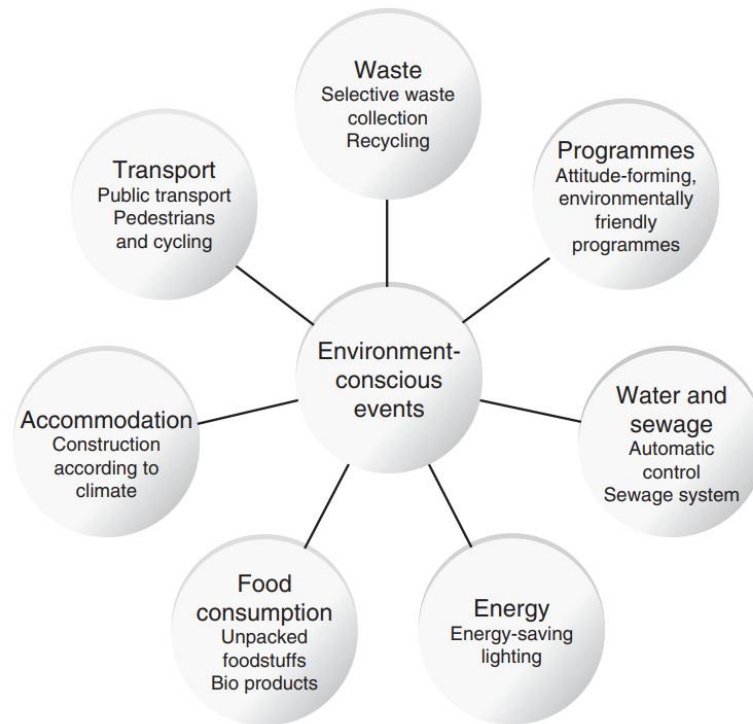 Waste
Selective waste
collection
Recycling
Transport
Public transport
Pedestrians
and cycling
Programmes
Attitude-forming,
environmentally
friendly
programmes
Environment-
conscious
events
Accommodation
Construction
according to
climate
Water and
sewage
Automatic
control
Sewage system
Food
consumption
Unpacked
foodstuffs
Bio products
Energy
Energy-saving
lighting